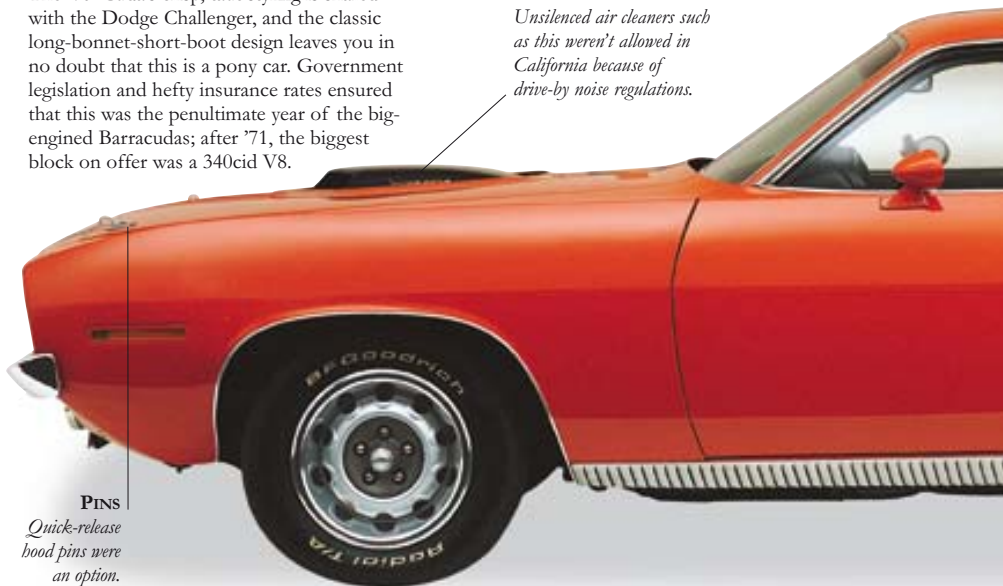 with the Dodge Challenger, and the classic
long-bonnet-short-boot design leaves you in
no doubt that this is a pony car. Government
legislation and hefty insurance rates ensured
that this was the penultimate year of the big-
engined Barracudas; after ’71, the biggest
block on offer was a 340cid V8.
Unsilenced air cleaners such
as this weren’t allowed in
California because of
drive-by noise regulations.
BFGoodrich
Radial T/A
PINS
Quick-release
hood pins were
an option.